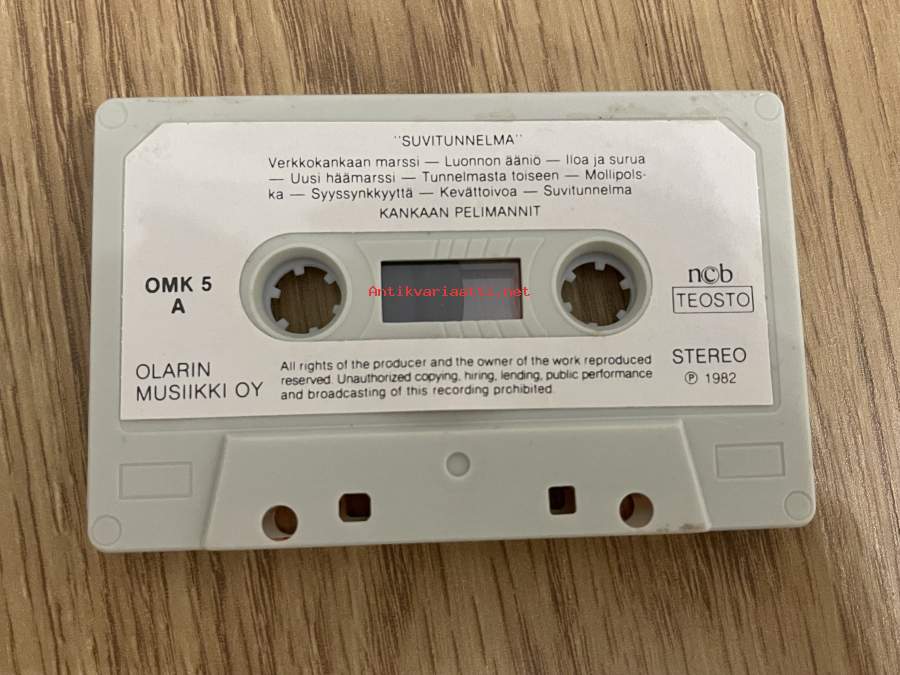 "SUVITUNNELMA"
Verkkokankaan marssi — Luonnon ääniö — Iloa ja surua
— Uusi häämarssi — Tunnelmasta toiseen — Mollipols-
ka — Syyssynkkyyttä — Kevättoivoa — Suvitunnelma
KANKAAN PELIMANNIT
OMK 5
A
Antikvariaatti.net
ncb
TEOSTO
OLARIN
MUSIIKKI OY
All rights of the producer and the owner of the work reproduced
reserved. Unauthorized copying, hiring, lending, public performance
and broadcasting of this recording prohibited.
STEREO
℗ 1982